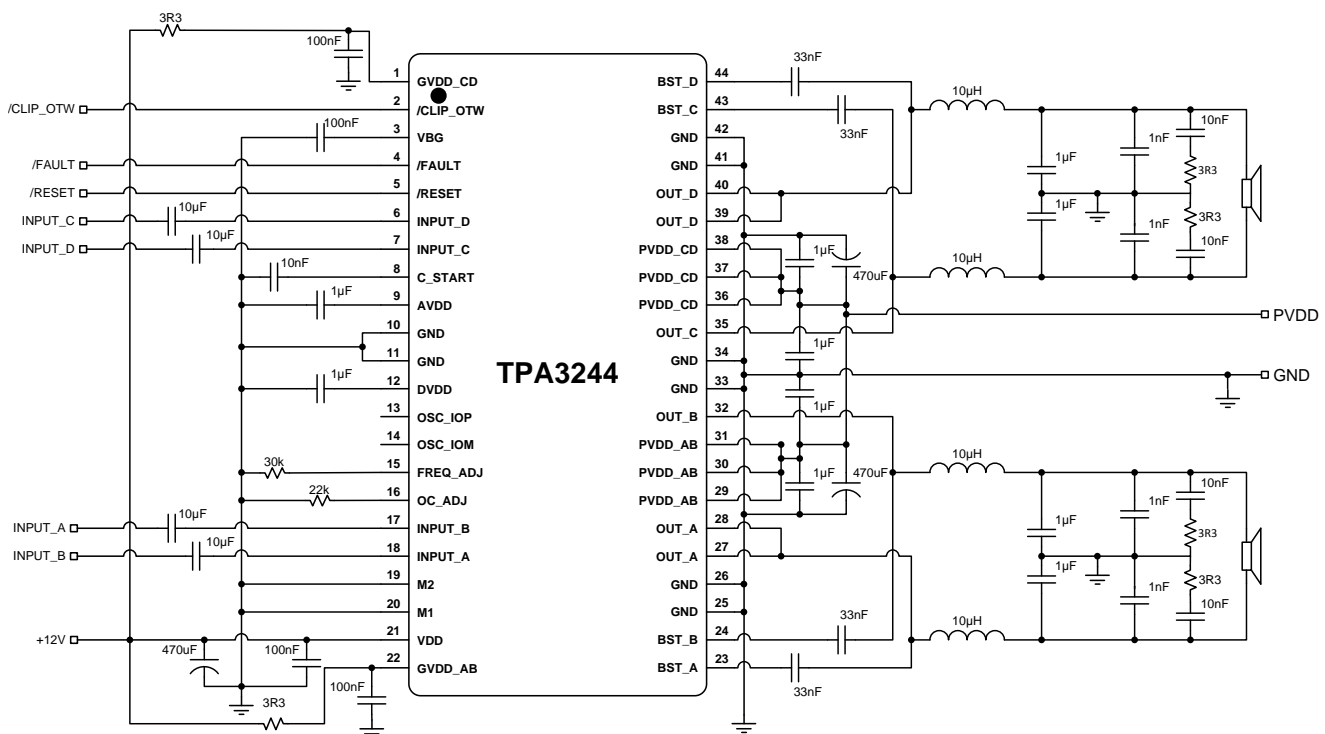 3R3
100nF
/CLIP_OTW
100nF
/FAULT
/RESET
INPUT_C
10µF
INPUT_D
10µF
10nF
1µF
1µF
30k
22k
INPUT_A
10µF
INPUT_B
10µF
+12V
470uF
100nF
100nF
3R3
1 GVDD_CD
2 /CLIP_OTW
3 VBG
4 /FAULT
5 /RESET
6 INPUT_D
7 INPUT_C
8 C_START
9 AVDD
10 GND
11 GND
12 DVDD
13 OSC_IOP
14 OSC_IOM
15 FREQ_ADJ
16 OC_ADJ
17 INPUT_B
18 INPUT_A
19 M2
20 M1
21 VDD
22 GVDD_AB
TPA3244
BST_D 44
BST_C 43
GND 42
GND 41
OUT_D 40
OUT_D 39
PVDD_CD 38
PVDD_CD 37
PVDD_CD 36
OUT_C 35
GND 34
GND 33
OUT_B 32
PVDD_AB 31
PVDD_AB 30
PVDD_AB 29
OUT_A 28
OUT_A 27
GND 26
GND 25
BST_B 24
BST_A 23
33nF
33nF
10µH
10nF
1nF
1µF
3R3
1µF
3R3
1nF
10nF
10µH
1µF
470uF
PVDD
1µF
GND
1µF
1µF
470uF
10µH
10nF
1nF
1µF
3R3
1µF
3R3
1nF
10nF
10µH
33nF
33nF